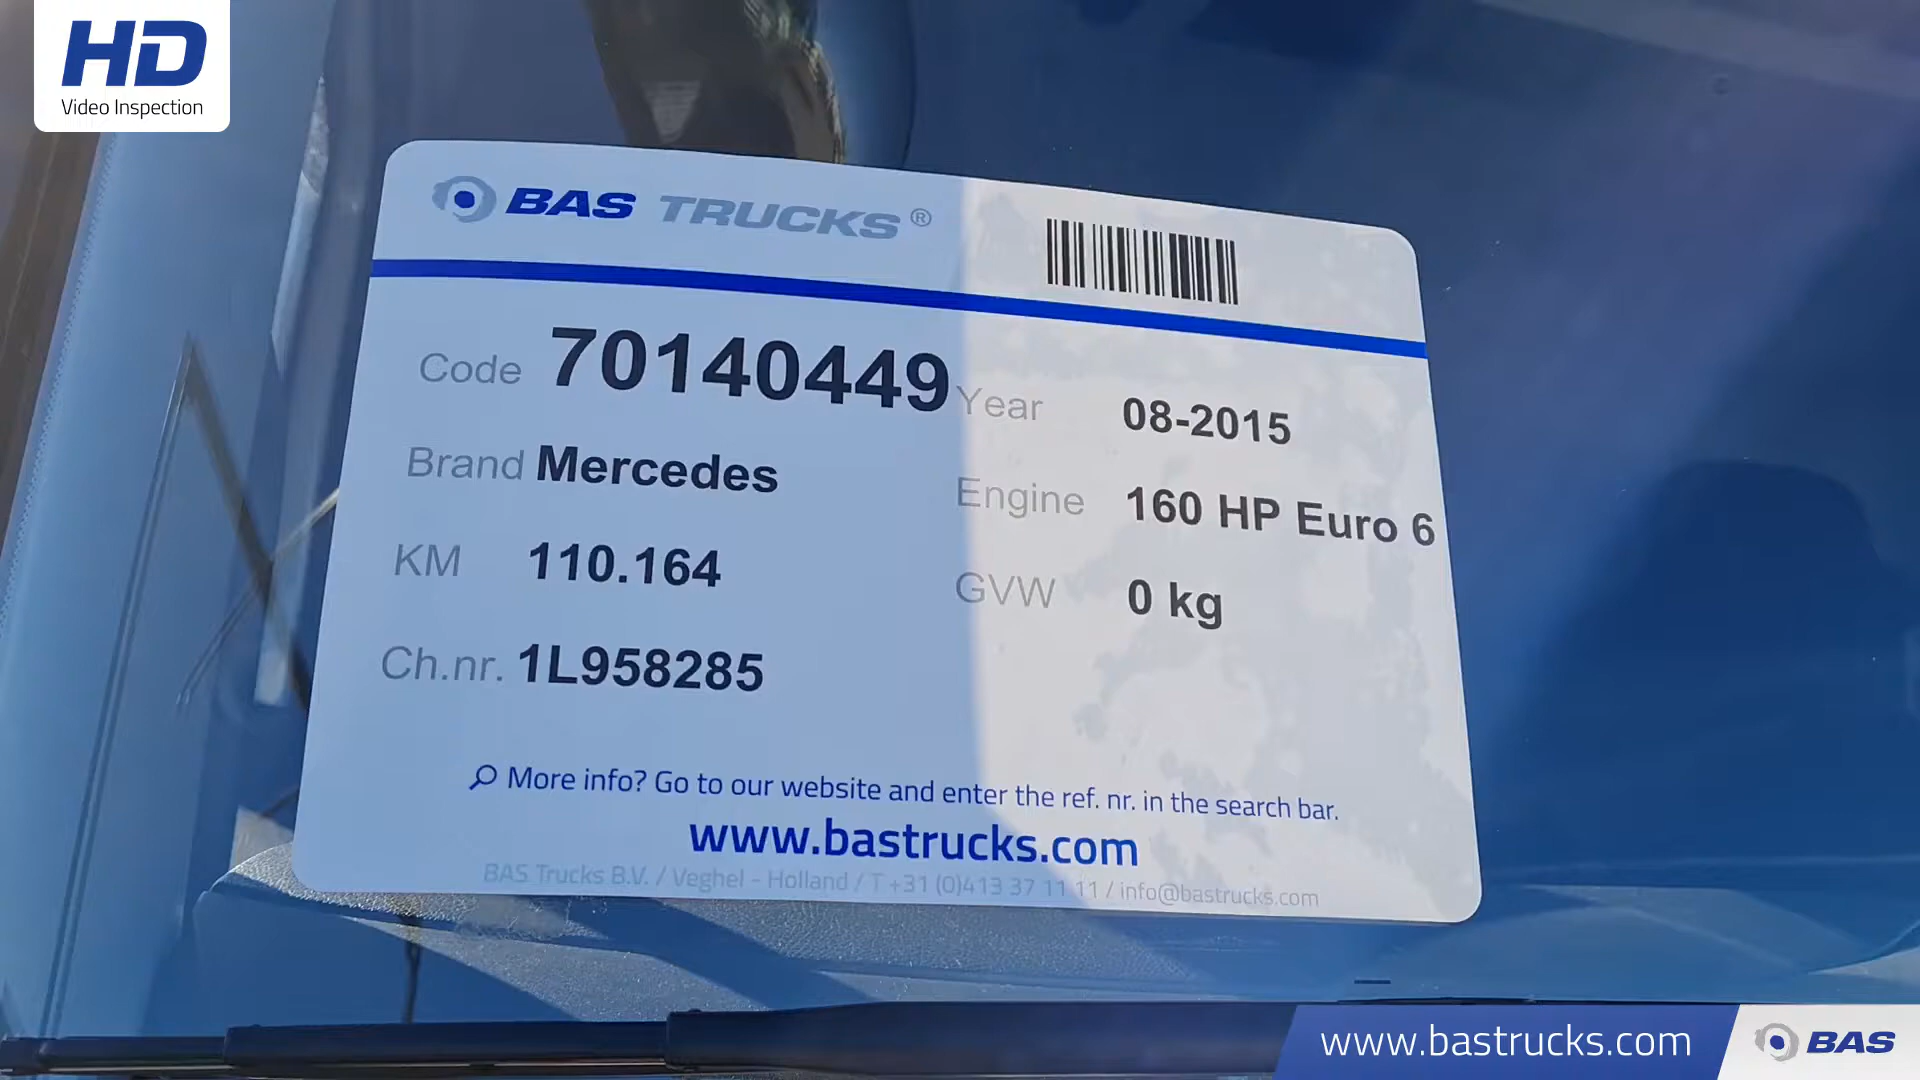 HD
Video Inspection
BAS TRUCKS®
Code 70140449
Year 08-2015
Brand Mercedes
Engine 160 HP Euro 6
KM 110.164
GVW 0 kg
Ch.nr. 1L958285
More info? Go to our website and enter the ref. nr. in the search bar.
www.bastrucks.com
BAS Trucks B.V. / Veghel - Holland / T +31 (0)413 37 11 11 / info@bastrucks.com
www.bastrucks.com BAS